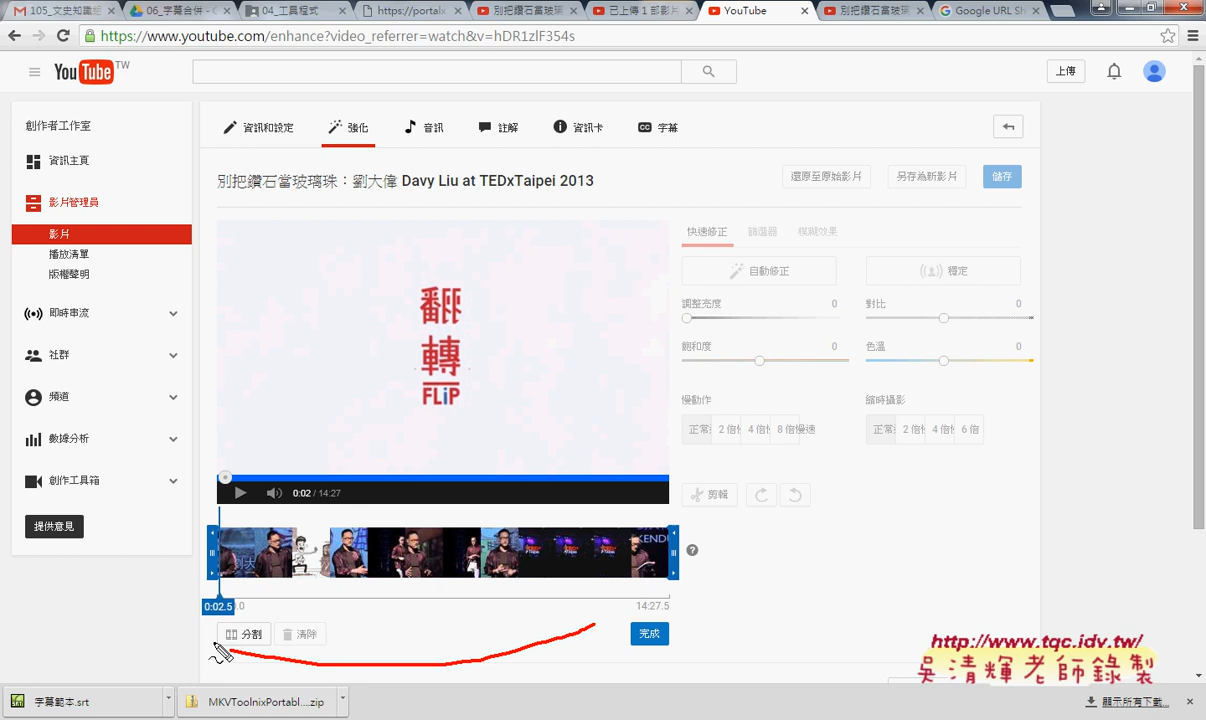 105_文史知識維
06_字幕合併 - G
04_工具程式
https://portalx
別把鑽石當玻璃
已上傳 1 部影片
YouTube
別把鑽石當玻璃
Google URL Sh
https://www.youtube.com/enhance?video_referrer=watch&v=hDR1zlF354s
YouTube TW
上傳
創作者工作室
資訊主頁
影片管理員
影片
播放清單
版權聲明
即時串流
社群
頻道
數據分析
創作工具箱
提供意見
資訊和設定
強化
音訊
註解
資訊卡
字幕
別把鑽石當玻璃珠：劉大偉 Davy Liu at TEDxTaipei 2013
還原至原始影片
另存為新影片
儲存
翻
轉
FLiP
0:02 / 14:27
快速修正
篩選器
模糊效果
自動修正
穩定
調整亮度 0
對比 0
飽和度 0
色溫 0
慢動作
縮時攝影
2 倍
4 倍
8 倍慢速
2 倍
4 倍
6 倍
剪輯
KENDU
0:02.5
14:27.5
分割
清除
完成
http://www.tqc.idv.tw/
吳清輝老師錄製
字幕範本.srt
MKVToolnixPortabl....zip
顯示所有下載...